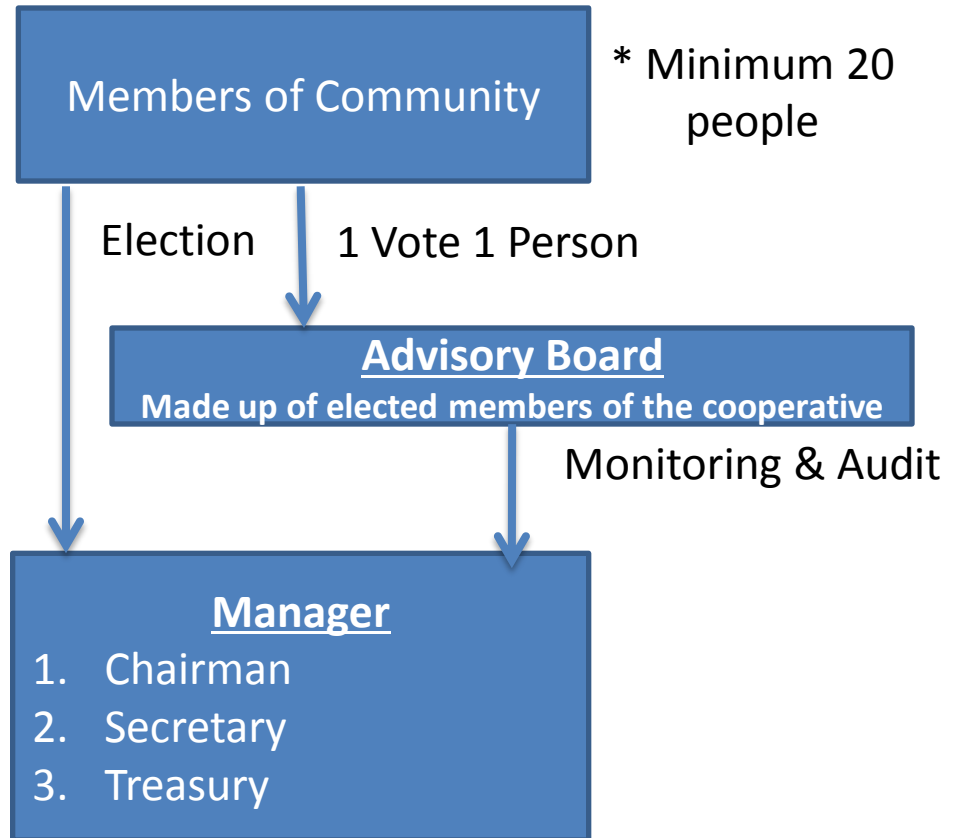 Members of Community
* Minimum 20
people
Election
1 Vote 1 Person
Advisory Board
Made up of elected members of the cooperative
Monitoring & Audit
Manager
1. Chairman
2. Secretary
3. Treasury